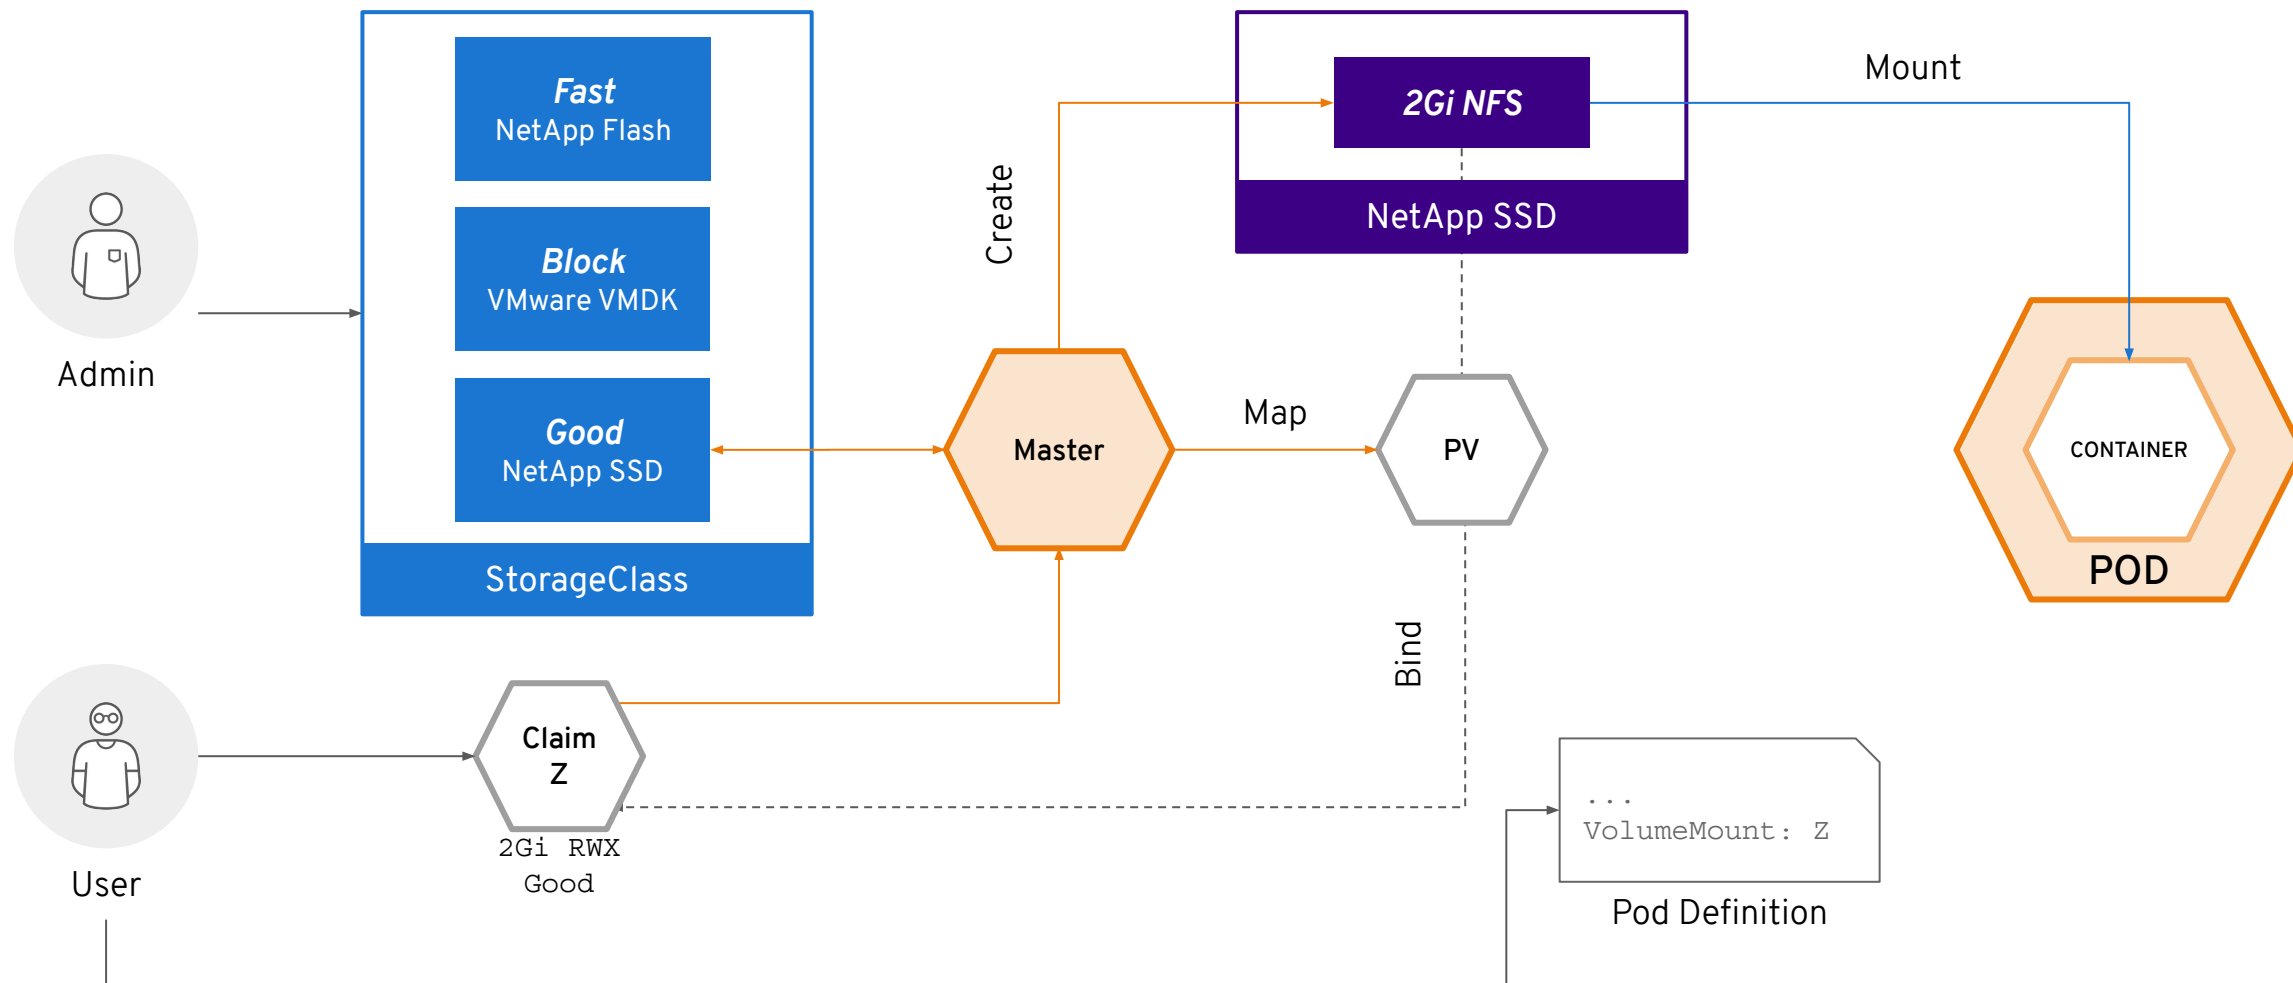 Fast
NetApp Flash
Block
VMware VMDK
Good
NetApp SSD
StorageClass
Admin
Create
2Gi NFS
NetApp SSD
Mount
Master
Map
PV
CONTAINER
POD
Bind
Claim
Z
2Gi RWX
Good
User
...
VolumeMount: Z
Pod Definition